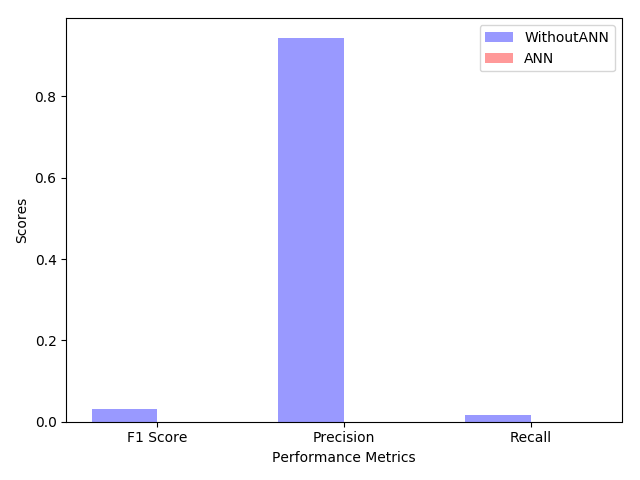 WithoutANN
ANN
0.8
0.6
0.4
0.2
0.0
Scores
F1 Score
Precision
Recall
Performance Metrics